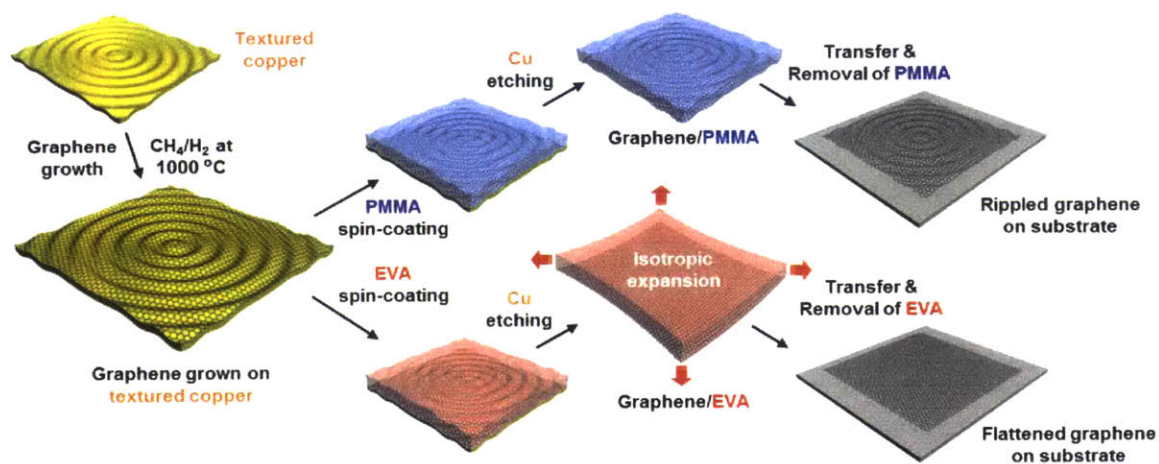 Textured
copper
Graphene
growth
CH₄/H₂ at
1000 °C
Graphene grown on
textured copper
PMMA
spin-coating
Cu
etching
Graphene/PMMA
Transfer &
Removal of PMMA
Rippled graphene
on substrate
EVA
spin-coating
Cu
etching
Isotropic
expansion
Graphene/EVA
Transfer &
Removal of EVA
Flattened graphene
on substrate